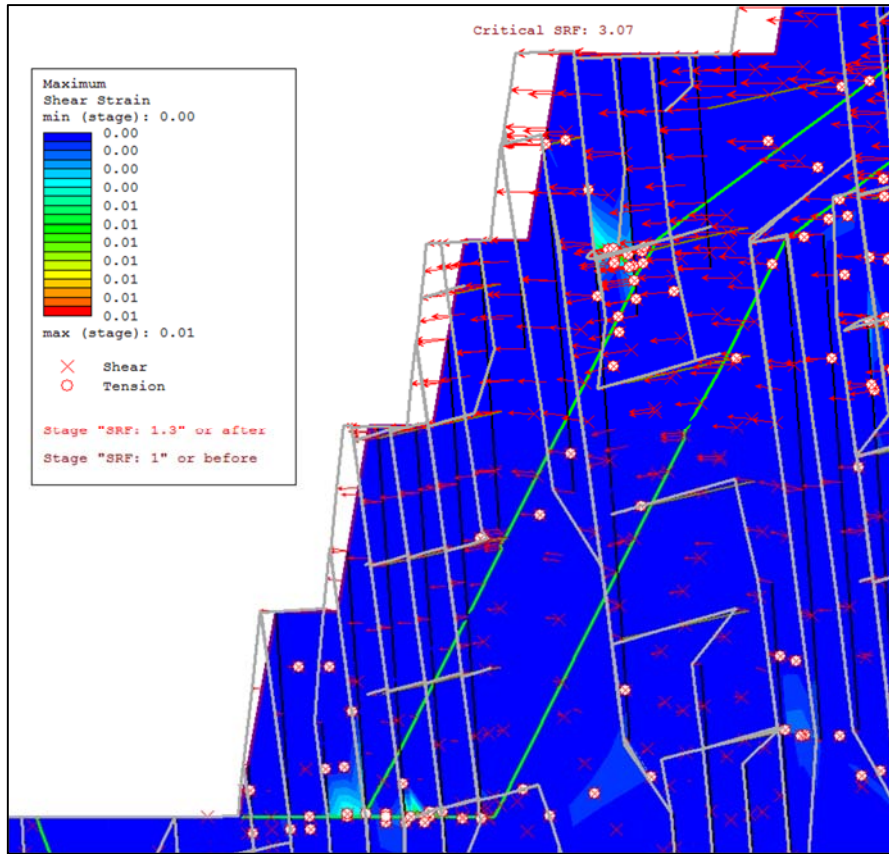 Critical SRF: 3.07
Maximum
Shear Strain
min (stage): 0.00
0.00
0.00
0.00
0.00
0.01
0.01
0.01
0.01
0.01
0.01
0.01
max (stage): 0.01
Shear
Tension
Stage "SRF: 1.3" or after
Stage "SRF: 1" or before